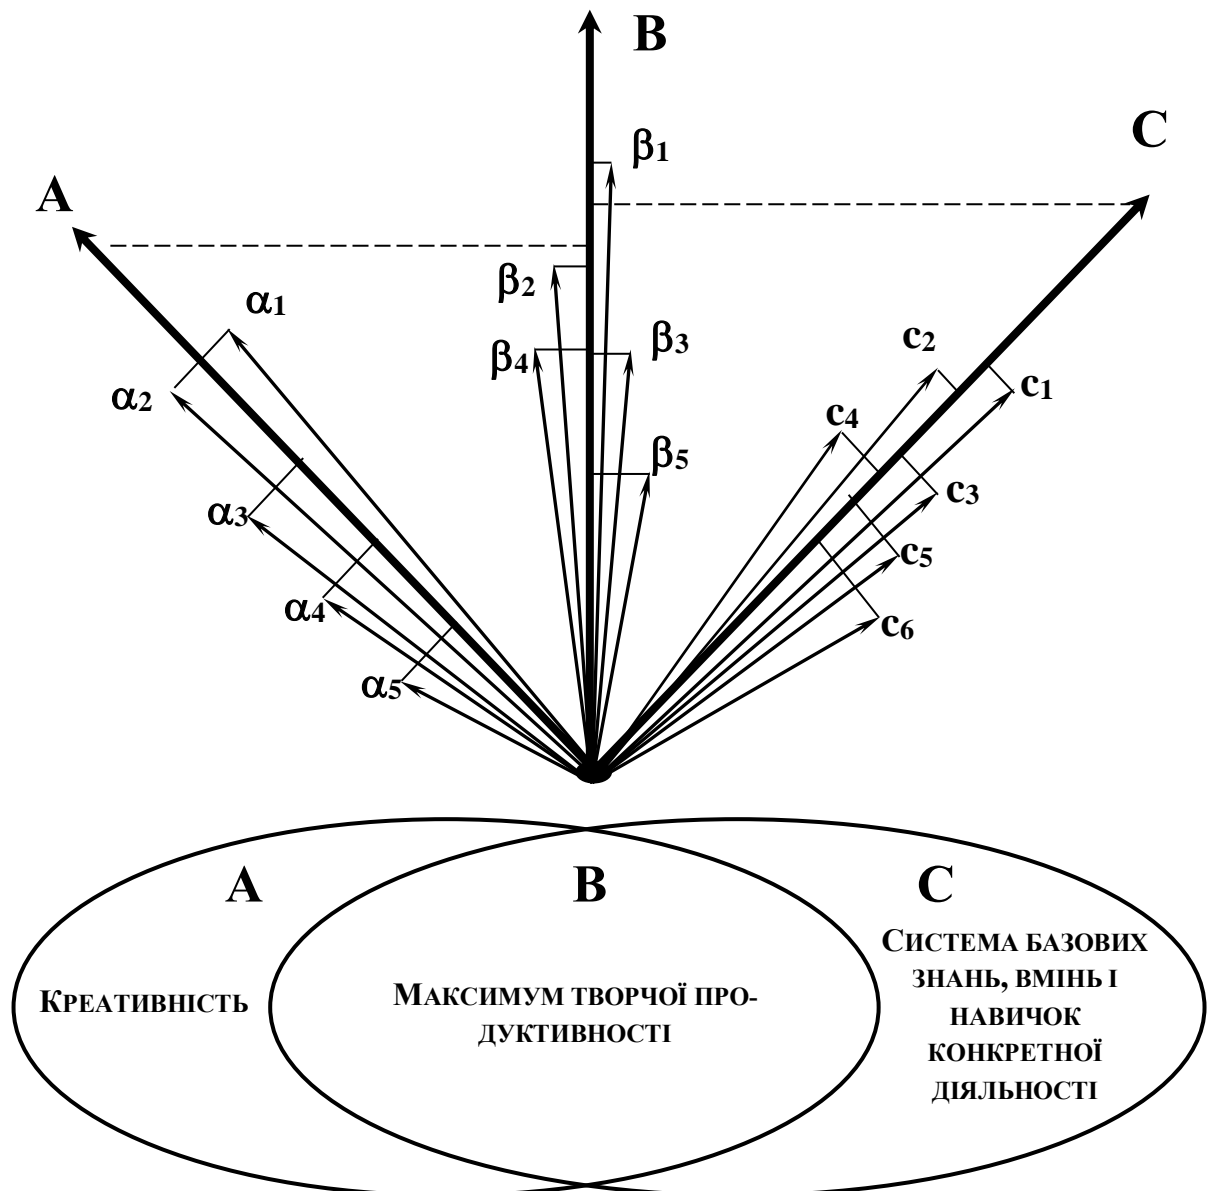 B
C
β1
A
β2
α1
β3
c2
β4
c1
α2
c4
β5
c3
α3
c5
α4
c6
α5
A
B
C
КРЕАТИВНІСТЬ
МАКСИМУМ ТВОРЧОЇ ПРО-
ДУКТИВНОСТІ
СИСТЕМА БАЗОВИХ
ЗНАНЬ, ВМІНЬ І
НАВИЧОК
КОНКРЕТНОЇ
ДІЯЛЬНОСТІ